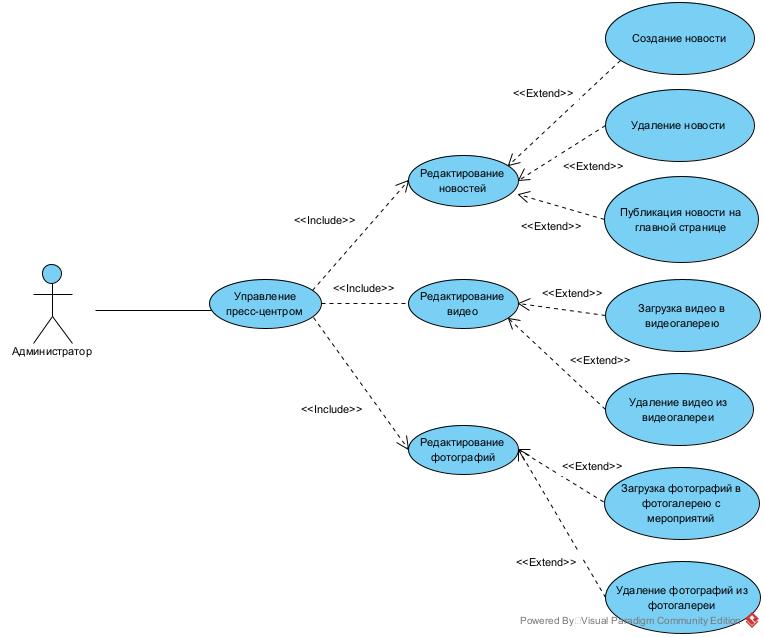 Создание новости
<<Extend>>
Удаление новости
<<Extend>>
Редактирование
новостей
Публикация новости на
главной странице
<<Extend>>
<<Include>>
<<Include>>
<<Extend>>
Управление
пресс-центром
Редактирование
видео
Загрузка видео в
видеогалерею
Администратор
<<Extend>>
Удаление видео из
видеогалереи
<<Include>>
Редактирование
фотографий
<<Extend>>
Загрузка фотографий в
фотогалерею с
мероприятий
<<Extend>>
Удаление фотографий из
фотогалереи
Powered By Visual Paradigm Community Edition